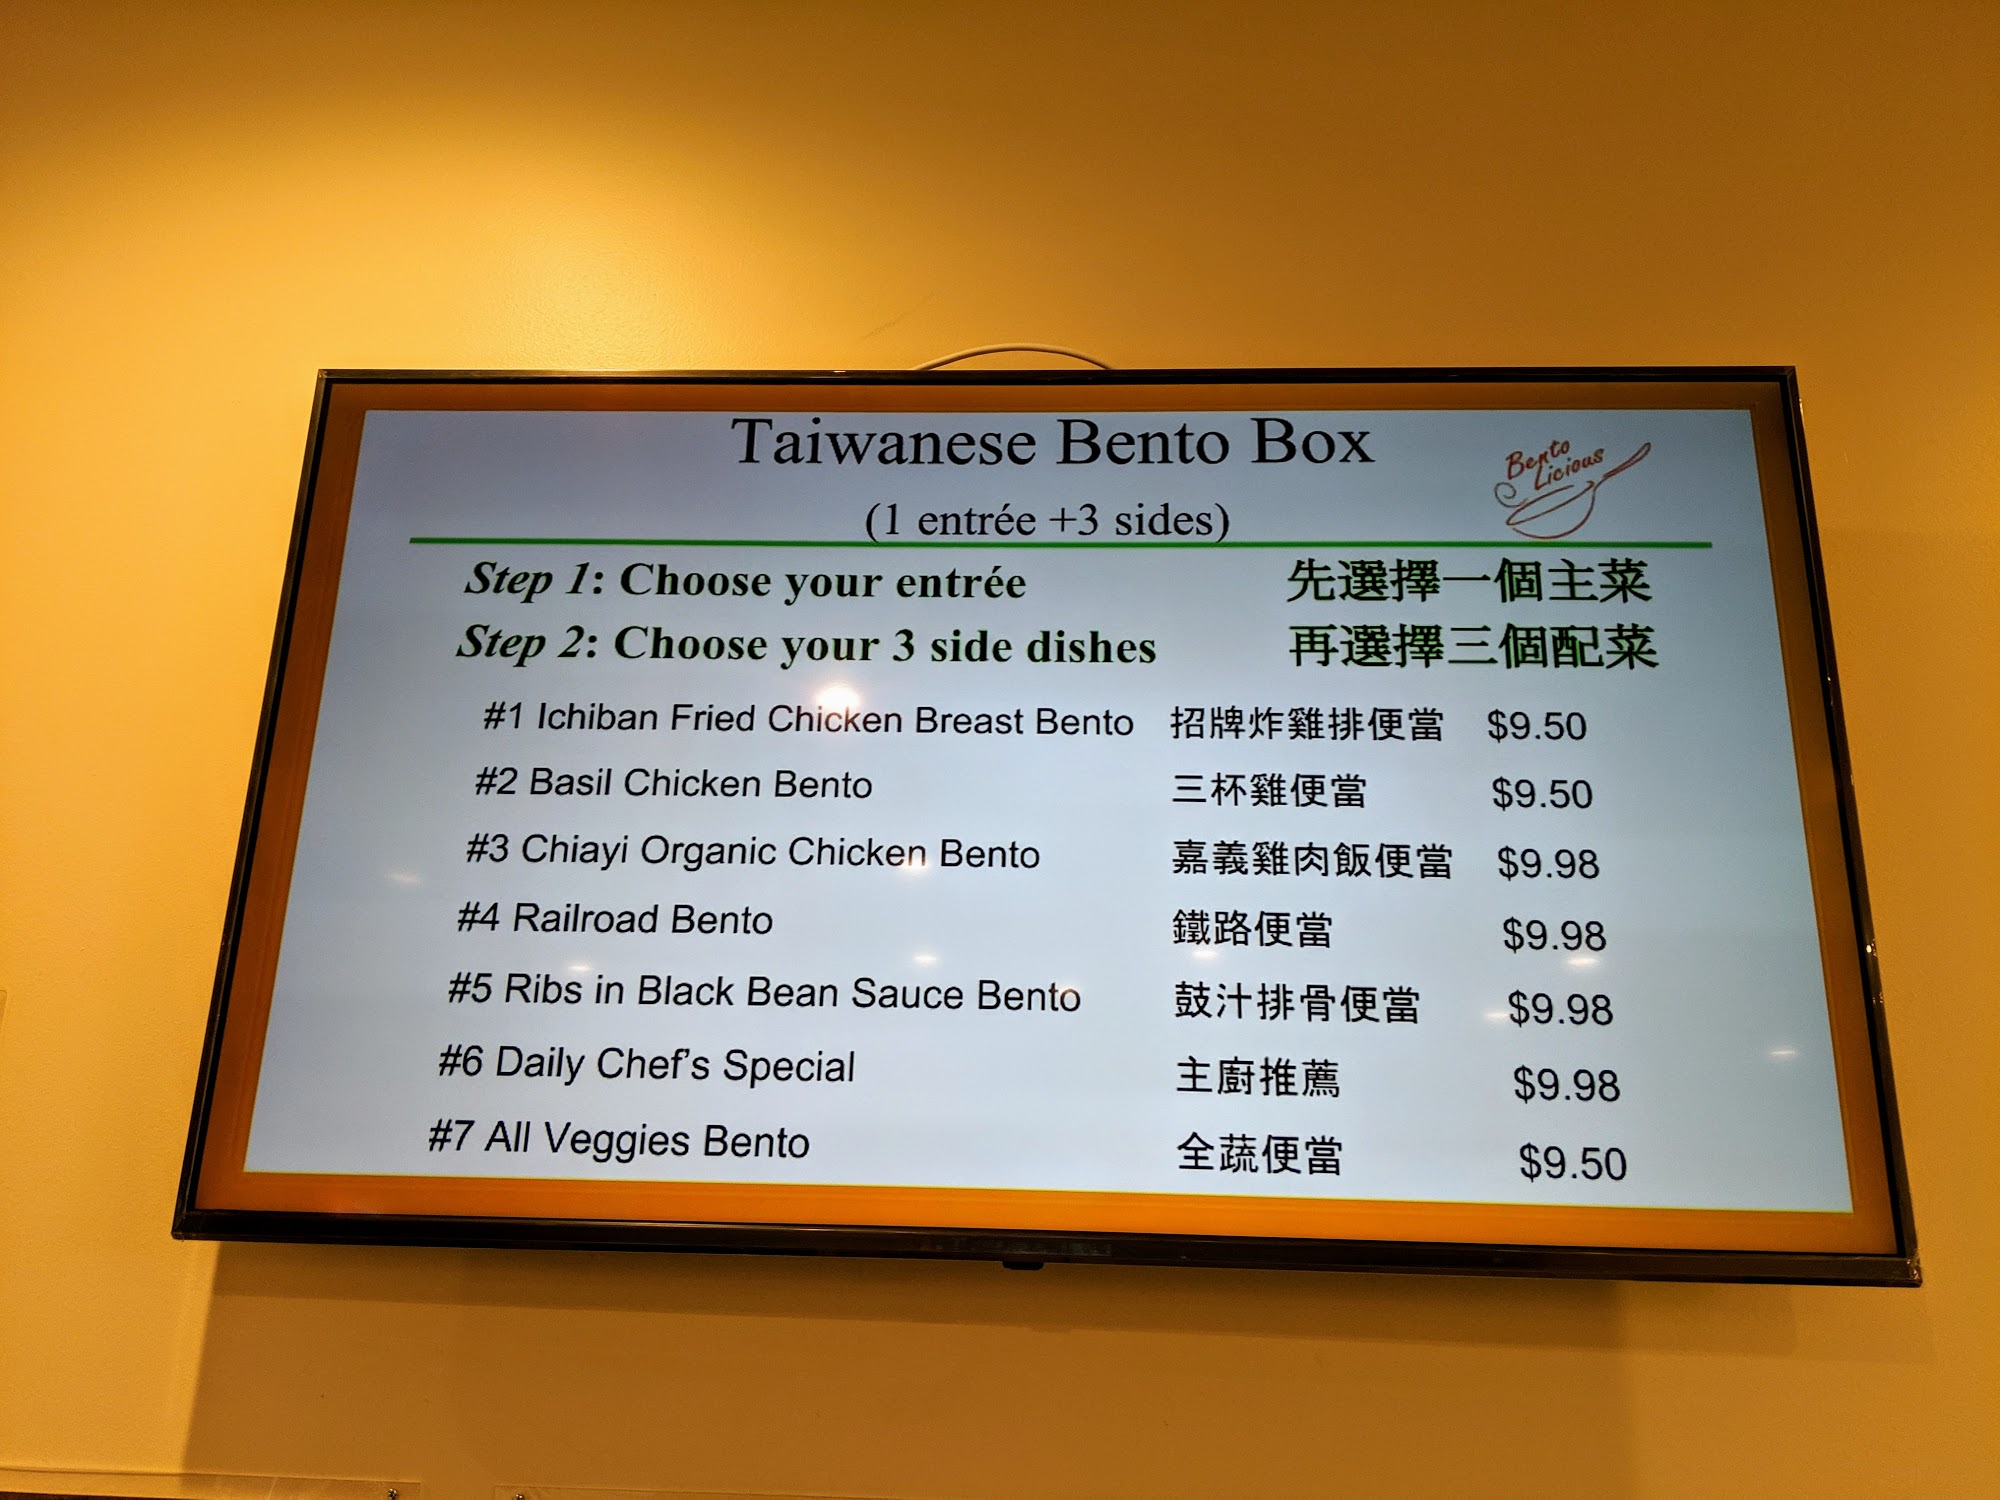 Taiwanese Bento Box
Bento
Licious
(1 entrée +3 sides)
Step 1: Choose your entrée 先選擇一個主菜
Step 2: Choose your 3 side dishes 再選擇三個配菜
#1 Ichiban Fried Chicken Breast Bento 招牌炸雞排便當 $9.50
#2 Basil Chicken Bento 三杯雞便當 $9.50
#3 Chiayi Organic Chicken Bento 嘉義雞肉飯便當 $9.98
#4 Railroad Bento 鐵路便當 $9.98
#5 Ribs in Black Bean Sauce Bento 鼓汁排骨便當 $9.98
#6 Daily Chef’s Special 主廚推薦 $9.98
#7 All Veggies Bento 全蔬便當 $9.50